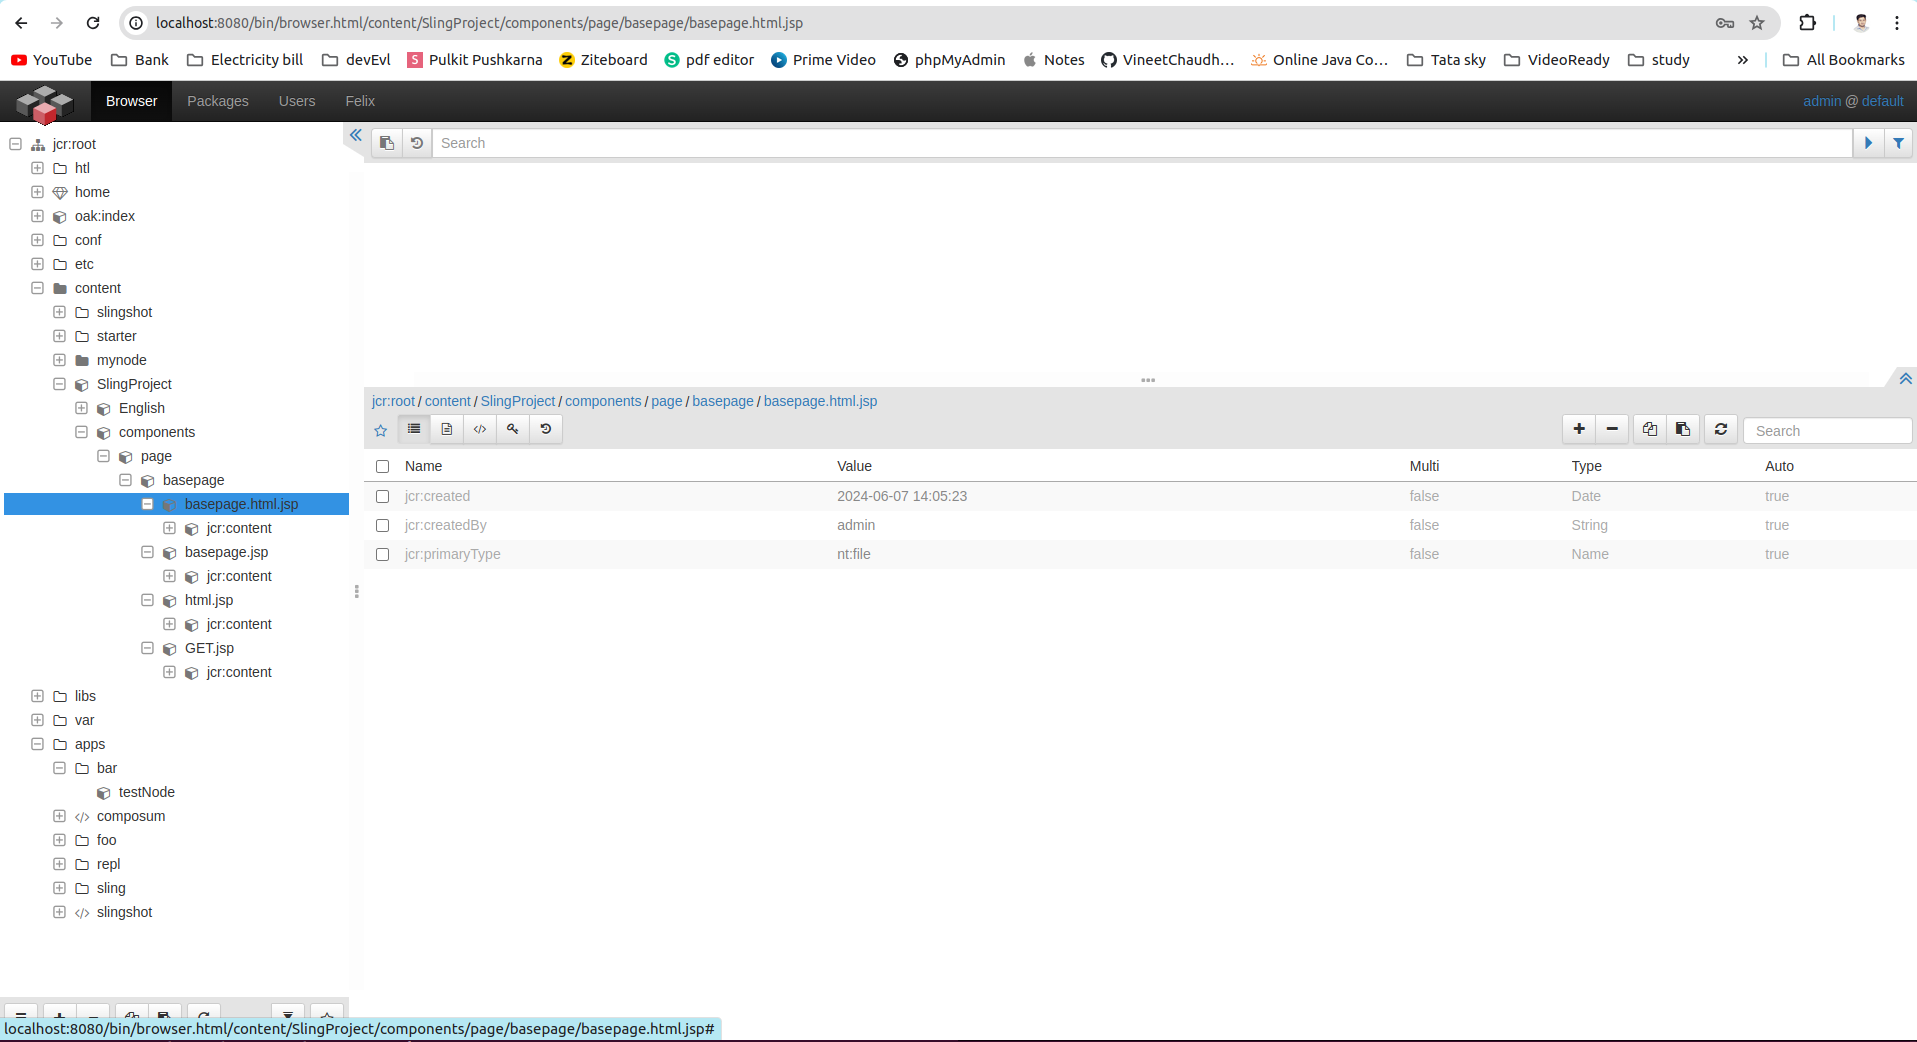 localhost:8080/bin/browser.html/content/SlingProject/components/page/basepage/basepage.html.jsp
YouTube Bank Electricity bill devEvl Pulkit Pushkarna Ziteboard pdf editor Prime Video phpMyAdmin Notes VineetChaudh... Online Java Co... Tata sky VideoReady study » All Bookmarks
Browser Packages Users Felix admin @ default
jcr:root
htl
home
oak:index
conf
etc
content
slingshot
starter
mynode
SlingProject
English
components
page
basepage
basepage.html.jsp
jcr:content
basepage.jsp
jcr:content
html.jsp
jcr:content
GET.jsp
jcr:content
libs
var
apps
bar
testNode
composum
foo
repl
sling
slingshot
Search
jcr:root / content / SlingProject / components / page / basepage / basepage.html.jsp
Search
Name Value Multi Type Auto
jcr:created 2024-06-07 14:05:23 false Date true
jcr:createdBy admin false String true
jcr:primaryType nt:file false Name true
localhost:8080/bin/browser.html/content/SlingProject/components/page/basepage/basepage.html.jsp#